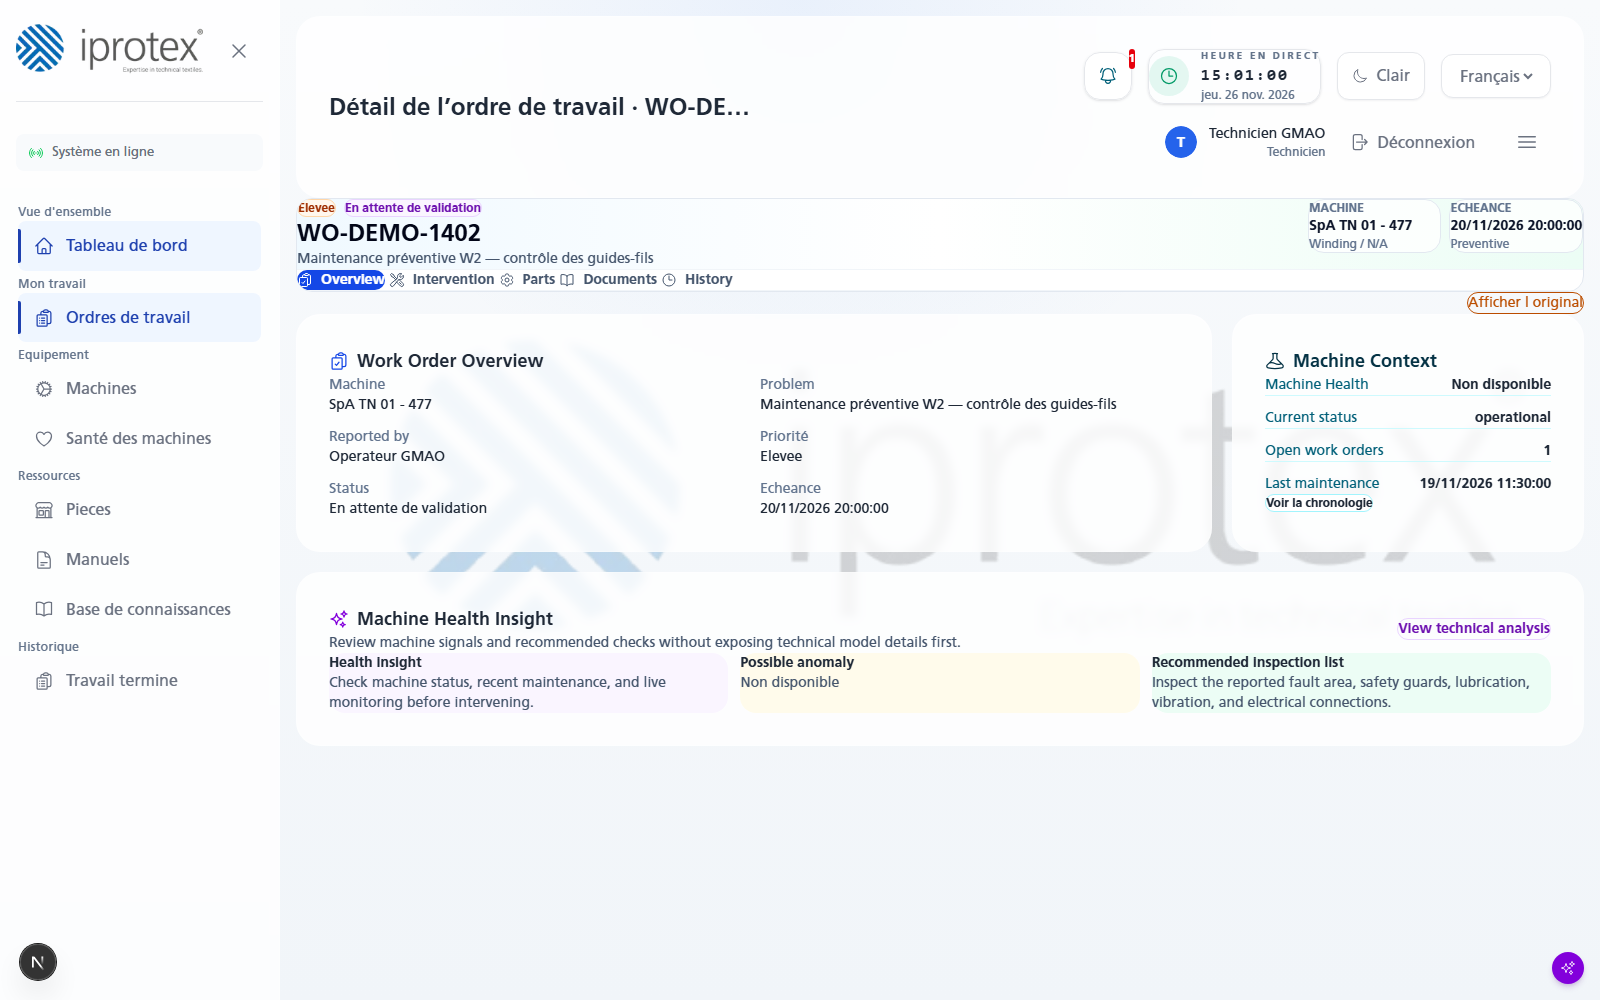 iprotex®
Expertise in technical textiles.
Système en ligne
Vue d'ensemble
Tableau de bord
Mon travail
Ordres de travail
Equipement
Machines
Santé des machines
Ressources
Pieces
Manuels
Base de connaissances
Historique
Travail termine
N
Détail de l’ordre de travail · WO-DE...
1
HEURE EN DIRECT
15:01:00
jeu. 26 nov. 2026
Clair
Français
T
Technicien GMAO
Technicien
Déconnexion
Elevee
En attente de validation
WO-DEMO-1402
Maintenance préventive W2 — contrôle des guides-fils
MACHINE
SpA TN 01 - 477
Winding / N/A
ECHEANCE
20/11/2026 20:00:00
Preventive
Overview
Intervention
Parts
Documents
History
Afficher l original
Work Order Overview
Machine
SpA TN 01 - 477
Problem
Maintenance préventive W2 — contrôle des guides-fils
Reported by
Operateur GMAO
Priorité
Elevee
Status
En attente de validation
Echeance
20/11/2026 20:00:00
Machine Context
Machine Health Non disponible
Current status operational
Open work orders 1
Last maintenance 19/11/2026 11:30:00
Voir la chronologie
iprotex
Machine Health Insight
Review machine signals and recommended checks without exposing technical model details first.
View technical analysis
Health insight
Check machine status, recent maintenance, and live
monitoring before intervening.
Possible anomaly
Non disponible
Recommended inspection list
Inspect the reported fault area, safety guards, lubrication,
vibration, and electrical connections.